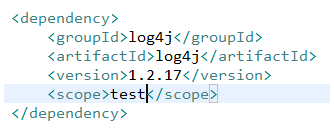 <dependency>
    <groupId>log4j</groupId>
    <artifactId>log4j</artifactId>
    <version>1.2.17</version>
    <scope>test</scope>
</dependency>